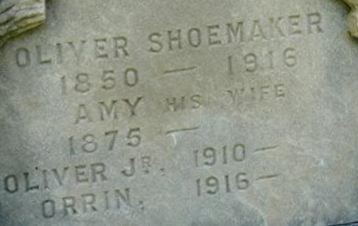 OLIVER SHOEMAKER
1850 — 1916
AMY HIS WIFE
1875 —
OLIVER JR. 1910 —
ORRIN, 1916 —